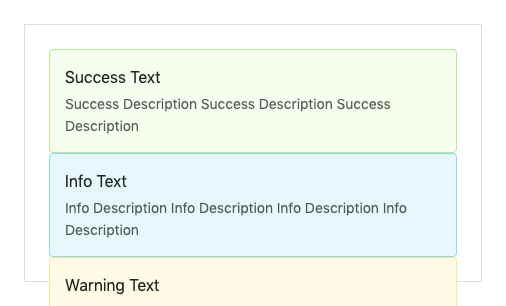 Success Text
Success Description Success Description Success
Description
Info Text
Info Description Info Description Info Description Info
Description
Warning Text